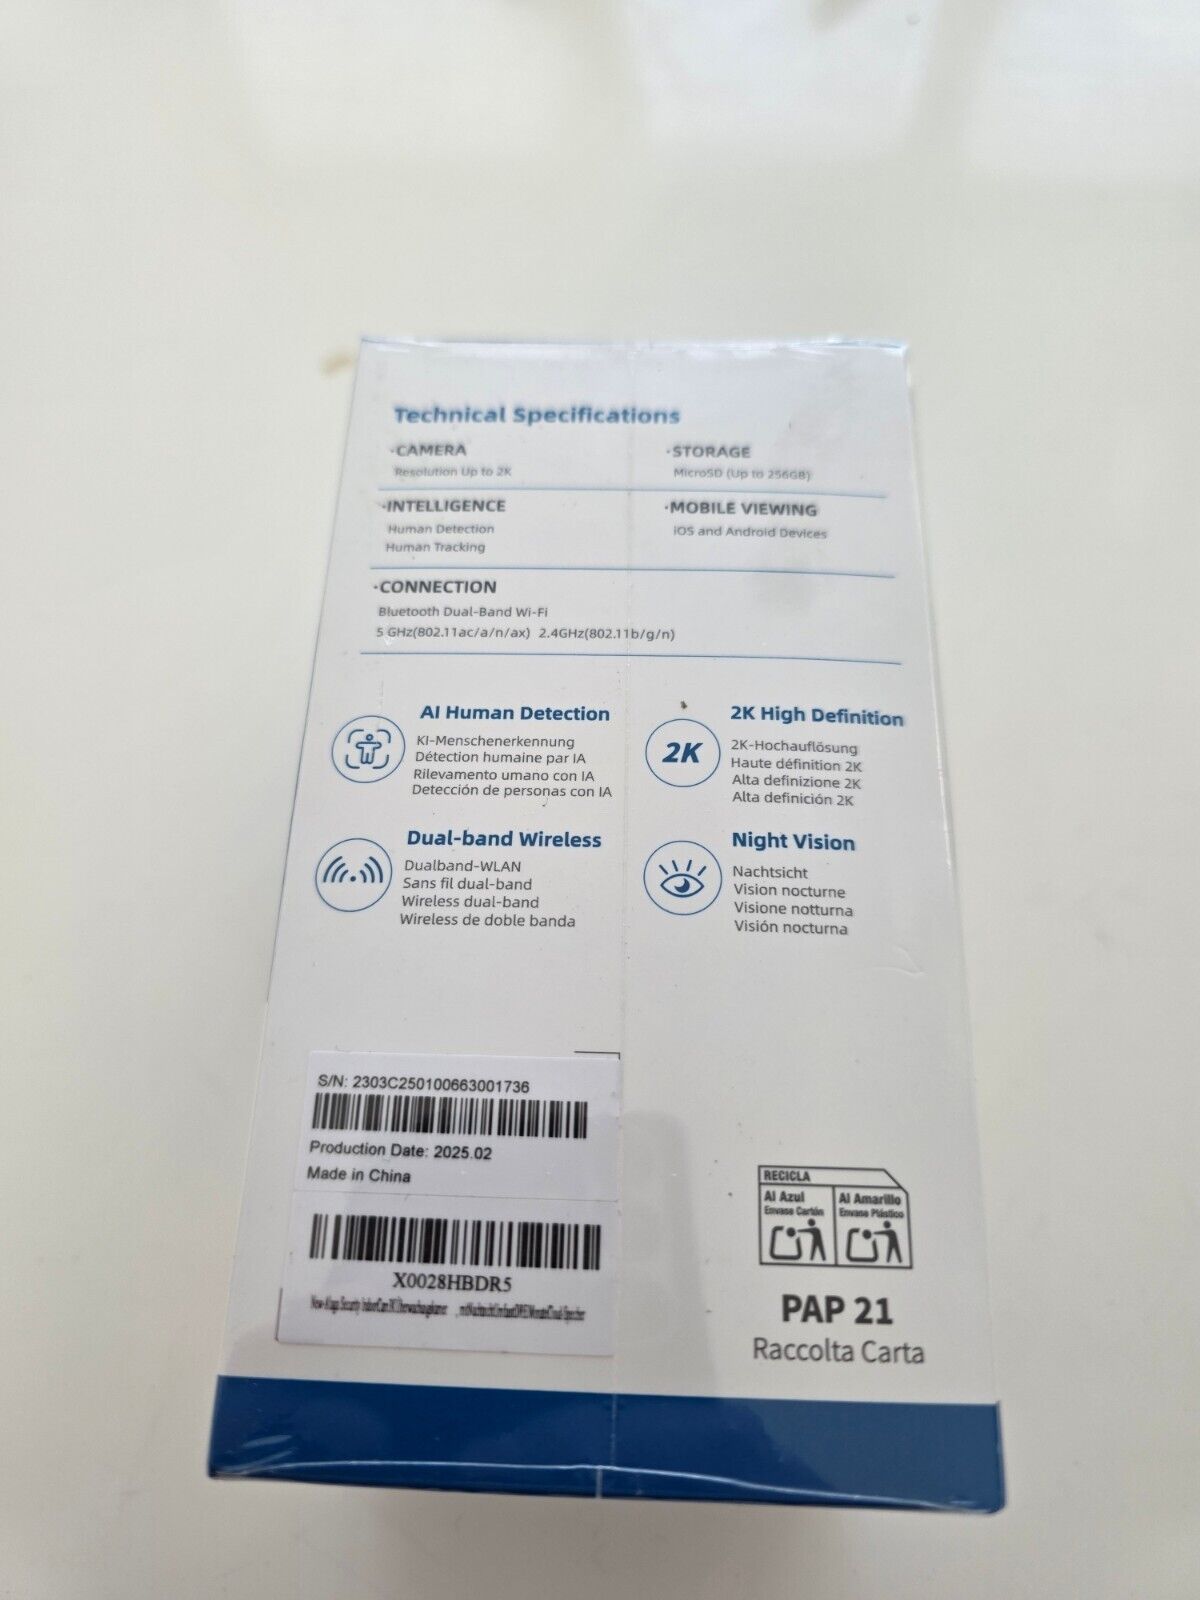 Technical Specifications
·CAMERA
Resolution Up to 2K
·STORAGE
MicroSD (Up to 256GB)
·INTELLIGENCE
Human Detection
Human Tracking
·MOBILE VIEWING
iOS and Android Devices
·CONNECTION
Bluetooth Dual-Band Wi-Fi
5 GHz(802.11ac/a/n/ax) 2.4GHz(802.11b/g/n)
AI Human Detection
KI-Menschenerkennung
Détection humaine par IA
Rilevamento umano con IA
Detección de personas con IA
2K
2K High Definition
2K-Hochauflösung
Haute définition 2K
Alta definizione 2K
Alta definición 2K
Dual-band Wireless
Dualband-WLAN
Sans fil dual-band
Wireless dual-band
Wireless de doble banda
Night Vision
Nachtsicht
Vision nocturne
Visione notturna
Visión nocturna
S/N: 2303C250100663001736
Production Date: 2025.02
Made in China
X0028HBDR5
RECICLA
Al Azul
Envase Cartón
Al Amarillo
Envase Plástico
PAP 21
Raccolta Carta